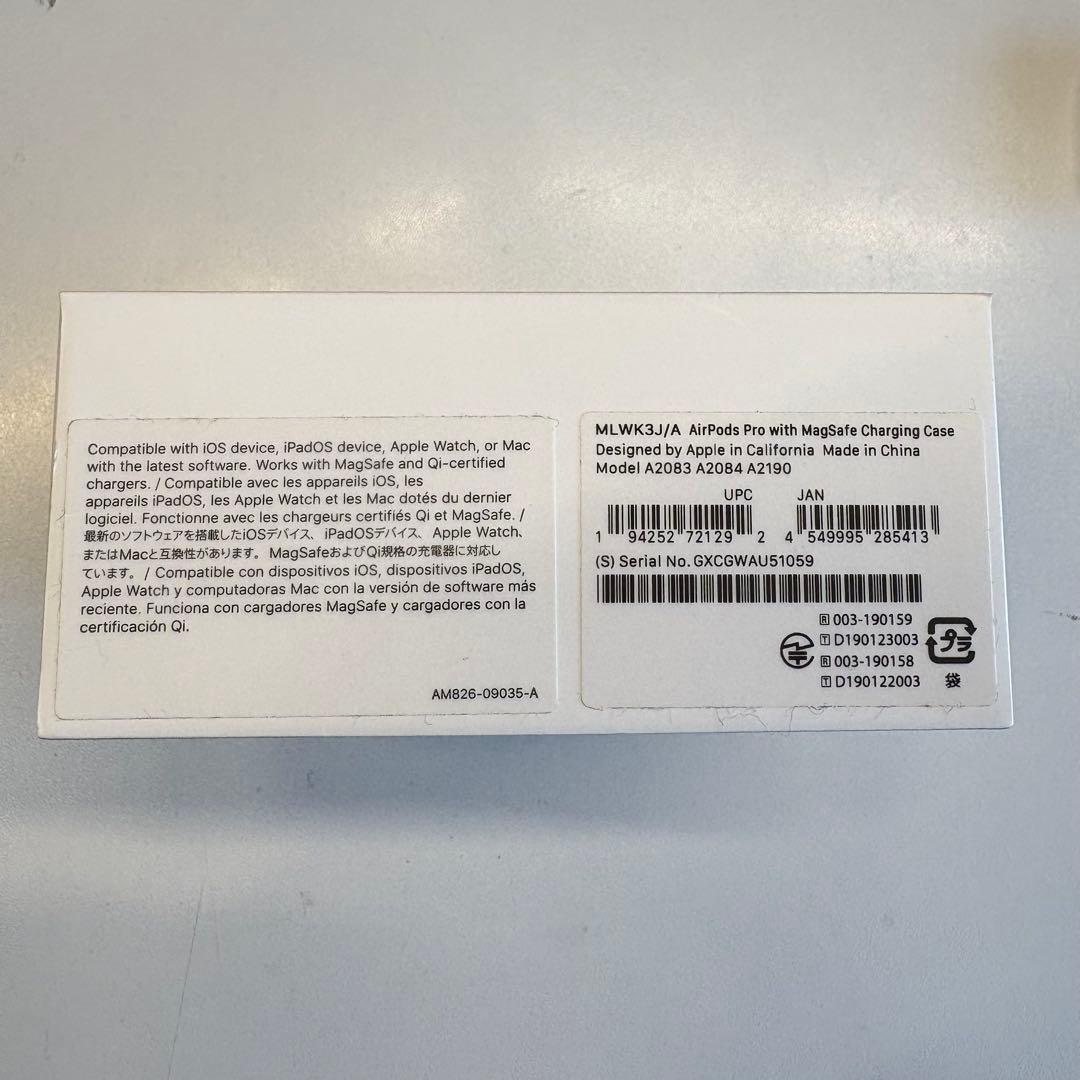 Compatible with iOS device, iPadOS device, Apple Watch, or Mac
with the latest software. Works with MagSafe and Qi-certified
chargers. / Compatible avec les appareils iOS, les
appareils iPadOS, les Apple Watch et les Mac dotés du dernier
logiciel. Fonctionne avec les chargeurs certifiés Qi et MagSafe. /
最新のソフトウェアを搭載したiOSデバイス、iPadOSデバイス、Apple Watch、
またはMacと互換性があります。MagSafeおよびQi規格の充電器に対応し
ています。 / Compatible con dispositivos iOS, dispositivos iPadOS,
Apple Watch y computadoras Mac con la versión de software más
reciente. Funciona con cargadores MagSafe y cargadores con la
certificación Qi.
AM826-09035-A
MLWK3J/A AirPods Pro with MagSafe Charging Case
Designed by Apple in California Made in China
Model A2083 A2084 A2190
UPC JAN
1 94252 72129 2 4 549995 285413
(S) Serial No. GXCGWAU51059
R 003-190159
T D190123003
R 003-190158
T D190122003
プラ
袋